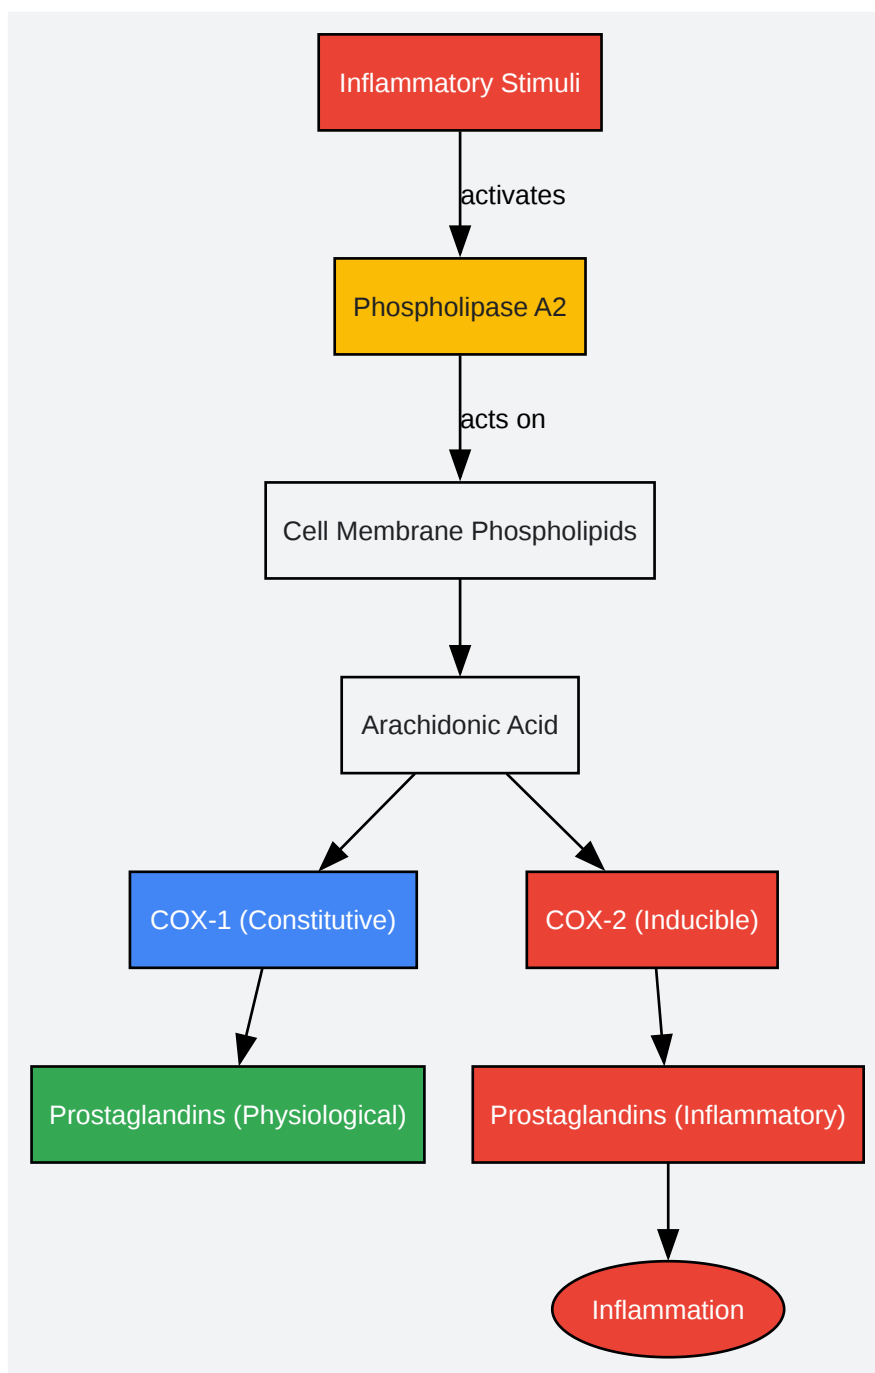 Inflammatory Stimuli
activates
Phospholipase A2
acts on
Cell Membrane Phospholipids
Arachidonic Acid
COX-1 (Constitutive)
COX-2 (Inducible)
Prostaglandins (Physiological)
Prostaglandins (Inflammatory)
Inflammation